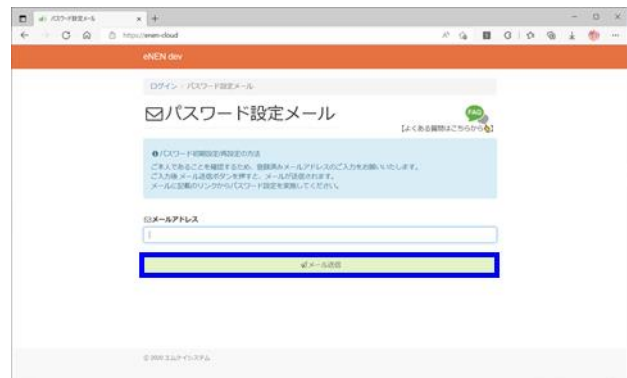 パスワード設定メール
https://enen-cloud
eNEN dev
ログイン / パスワード設定メール
パスワード設定メール
FAQ
【よくある質問はこちらから】
パスワード初期設定/再設定の方法
ご本人であることを確認するため、登録済みメールアドレスのご入力をお願いいたします。
ご入力後 メール送信ボタンを押すと、メールが送信されます。
メールに記載のリンクからパスワード設定を実施してください。
メールアドレス
メール送信
© 2020 エムケイシステム